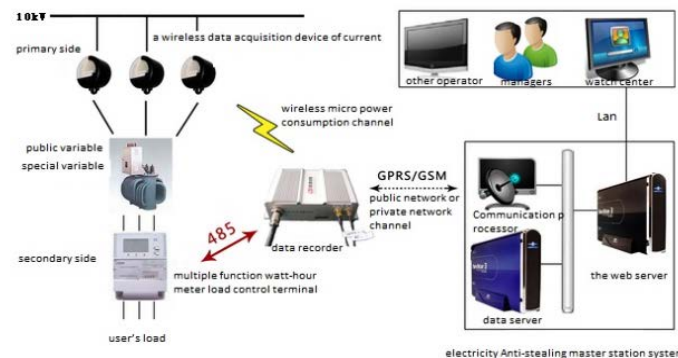 10kV
a wireless data acquisition device of current
primary side
other operator
managers
watch center
wireless micro power
consumption channel
Lan
public variable
special variable
GPRS/GSM
public network or
private network
channel
Communication p
rocessor
485
data recorder
secondary side
multiple function watt-hour
meter load control terminal
the web server
data server
user's load
electricity Anti-stealing master station system